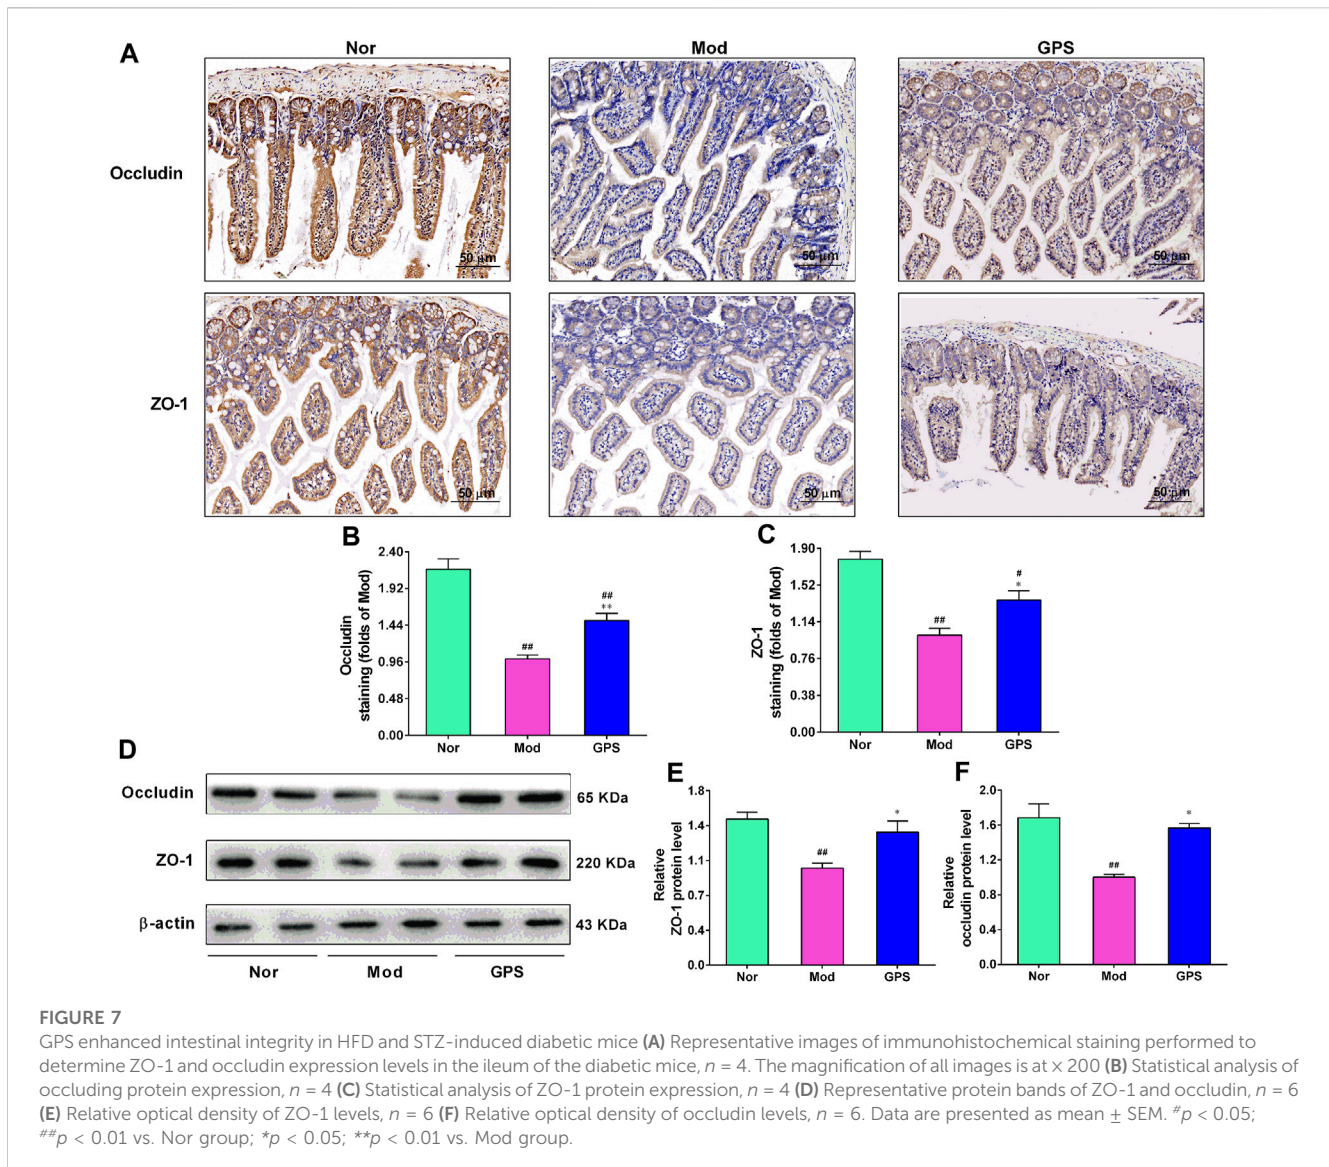 A
Nor
Mod
GPS
Occludin
50 μm
50 μm
50 μm
ZO-1
50 μm
50 μm
50 μm
B
Occludin
staining (folds of Mod)
2.40
1.92
1.44
0.96
0.48
0.00
##
##
**
Nor
Mod
GPS
C
ZO-1
staining (folds of Mod)
1.90
1.52
1.14
0.76
0.38
0.00
##
#
*
Nor
Mod
GPS
D
Occludin
65 KDa
ZO-1
220 KDa
β-actin
43 KDa
Nor
Mod
GPS
E
Relative
ZO-1 protein level
1.8
1.4
1.1
0.7
0.4
0.0
##
*
Nor
Mod
GPS
F
Relative
occludin protein level
2.0
1.6
1.2
0.8
0.4
0.0
##
*
Nor
Mod
GPS
FIGURE 7
GPS enhanced intestinal integrity in HFD and STZ-induced diabetic mice (A) Representative images of immunohistochemical staining performed to
determine ZO-1 and occludin expression levels in the ileum of the diabetic mice, n = 4. The magnification of all images is at × 200 (B) Statistical analysis of
occluding protein expression, n = 4 (C) Statistical analysis of ZO-1 protein expression, n = 4 (D) Representative protein bands of ZO-1 and occludin, n = 6
(E) Relative optical density of ZO-1 levels, n = 6 (F) Relative optical density of occludin levels, n = 6. Data are presented as mean ± SEM. #p < 0.05;
##p < 0.01 vs. Nor group; *p < 0.05; **p < 0.01 vs. Mod group.